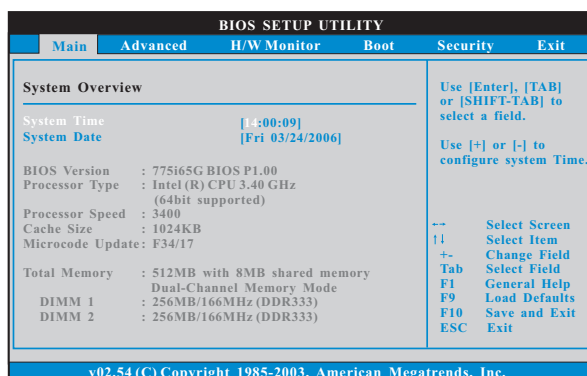 BIOS SETUP UTILITY
Main Advanced H/W Monitor Boot Security Exit
System Overview
System Time [14:00:09]
System Date [Fri 03/24/2006]
BIOS Version : 775i65G BIOS P1.00
Processor Type : Intel (R) CPU 3.40 GHz
(64bit supported)
Processor Speed : 3400
Cache Size : 1024KB
Microcode Update : F34/17
Total Memory : 512MB with 8MB shared memory
Dual-Channel Memory Mode
DIMM 1 : 256MB/166MHz (DDR333)
DIMM 2 : 256MB/166MHz (DDR333)
Use [Enter], [TAB]
or [SHIFT-TAB] to
select a field.
Use [+] or [-] to
configure system Time.
←→ Select Screen
↑↓ Select Item
+- Change Field
Tab Select Field
F1 General Help
F9 Load Defaults
F10 Save and Exit
ESC Exit
v02.54 (C) Copyright 1985-2003, American Megatrends, Inc.